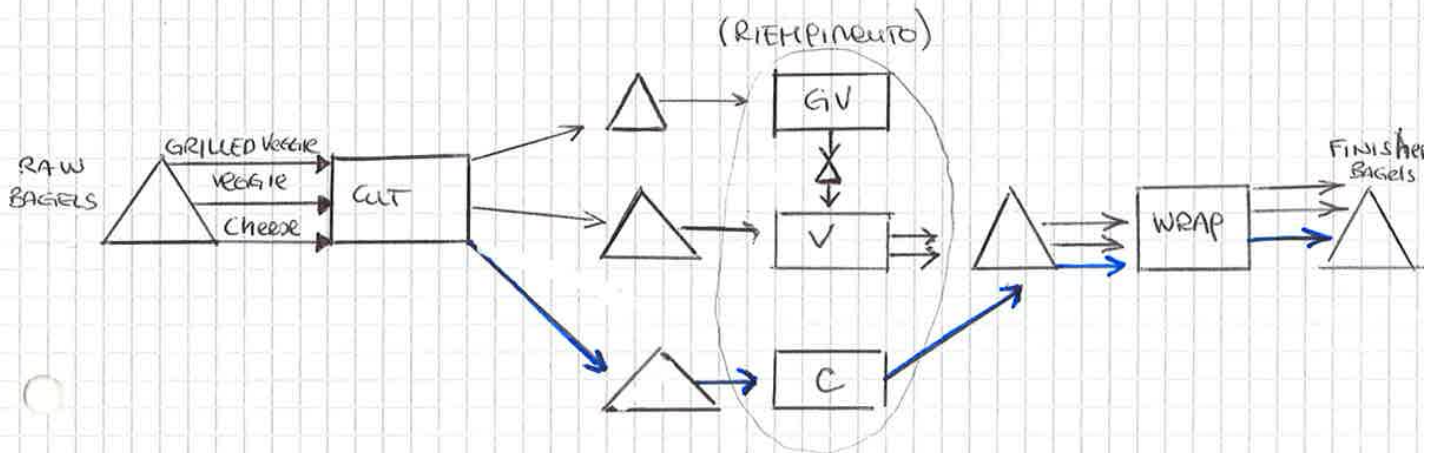 (RIEMPIMENTO)
RAW
BAGELS
GRILLED Veggie
Veggie
Cheese
CUT
GV
V
C
WRAP
FINISHED
BAGels